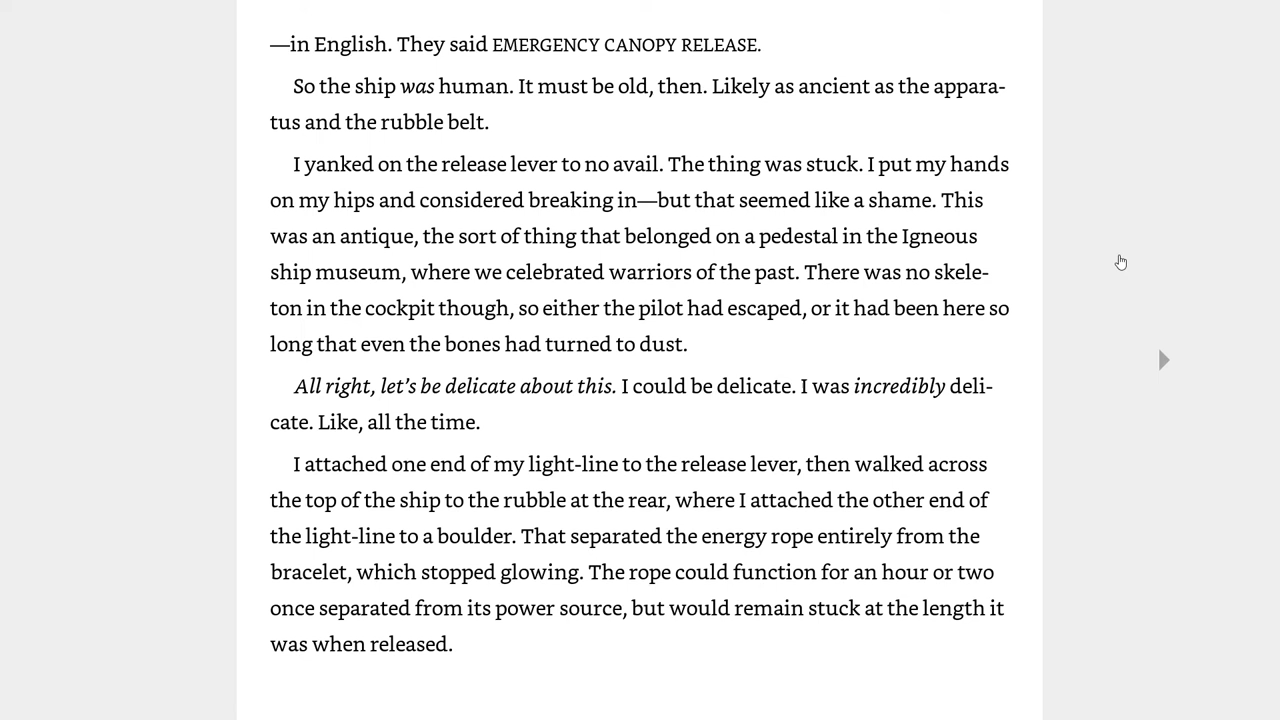 —in English. They said EMERGENCY CANOPY RELEASE.
So the ship was human. It must be old, then. Likely as ancient as the appara-
tus and the rubble belt.
I yanked on the release lever to no avail. The thing was stuck. I put my hands
on my hips and considered breaking in—but that seemed like a shame. This
was an antique, the sort of thing that belonged on a pedestal in the Igneous
ship museum, where we celebrated warriors of the past. There was no skele-
ton in the cockpit though, so either the pilot had escaped, or it had been here so
long that even the bones had turned to dust.
All right, let’s be delicate about this. I could be delicate. I was incredibly deli-
cate. Like, all the time.
I attached one end of my light-line to the release lever, then walked across
the top of the ship to the rubble at the rear, where I attached the other end of
the light-line to a boulder. That separated the energy rope entirely from the
bracelet, which stopped glowing. The rope could function for an hour or two
once separated from its power source, but would remain stuck at the length it
was when released.